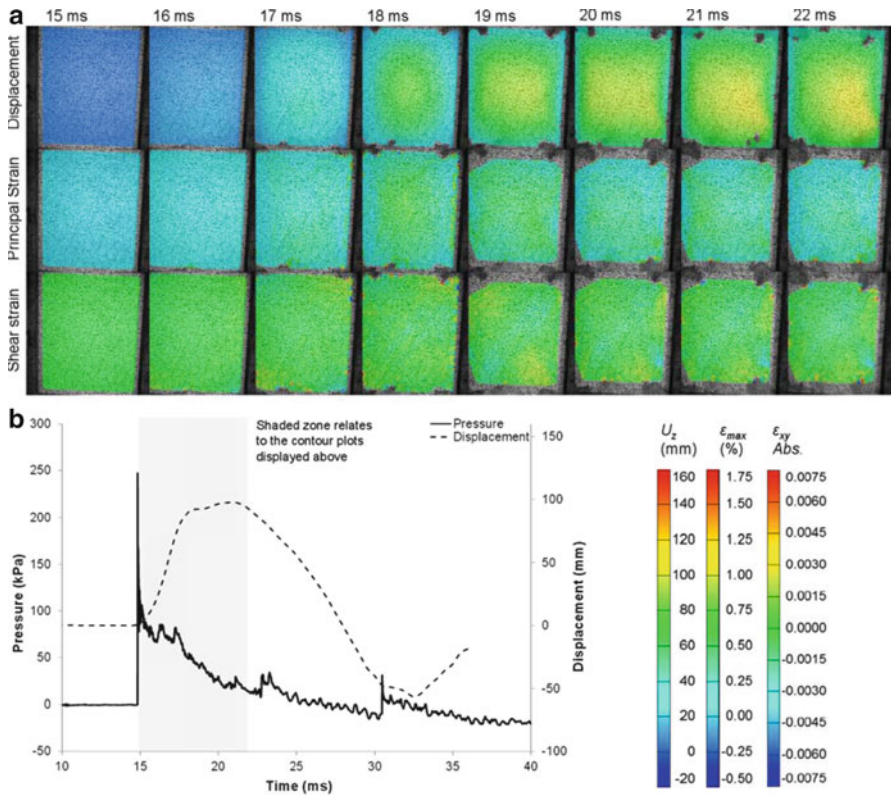 a
15 ms 16 ms 17 ms 18 ms 19 ms 20 ms 21 ms 22 ms
Displacement
Principal Strain
Shear strain
b
300
250
200
150
100
50
0
-50
Pressure (kPa)
Shaded zone relates
to the contour plots
displayed above
Pressure
Displacement
150
100
50
0
-50
-100
Displacement (mm)
10 15 20 25 30 35 40
Time (ms)
U_z ε_max ε_xy
(mm) (%) Abs.
160 1.75 0.0075
140 1.50 0.0060
120 1.25 0.0045
100 1.00 0.0030
80 0.75 0.0015
60 0.50 0.0000
40 0.25 -0.0015
20 0.00 -0.0030
0 -0.25 -0.0045
-20 -0.50 -0.0060
-0.0075